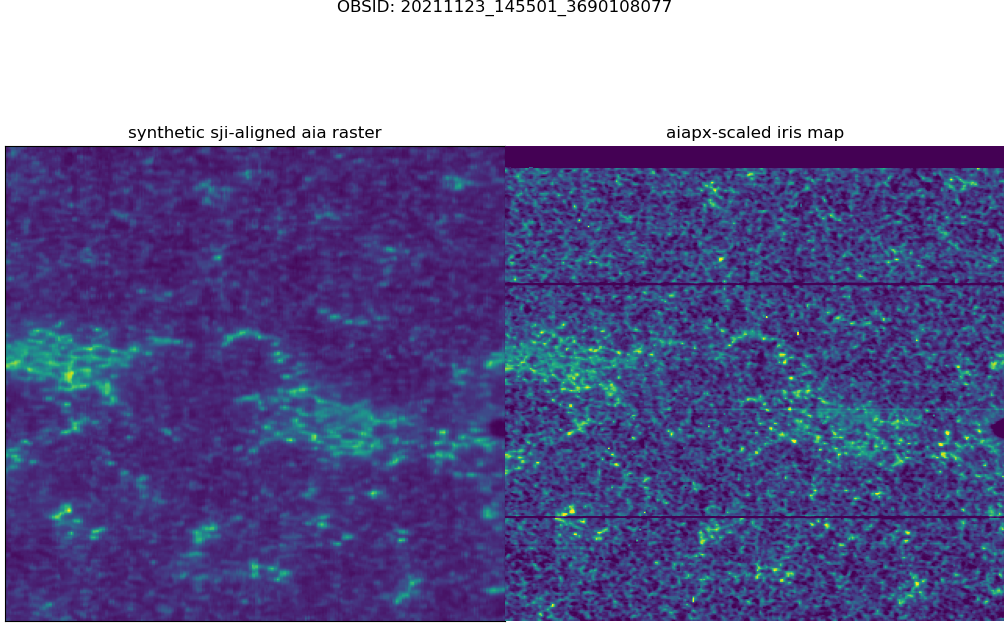 OBSID: 20211123_145501_3690108077
synthetic sji-aligned aia raster
aiapx-scaled iris map